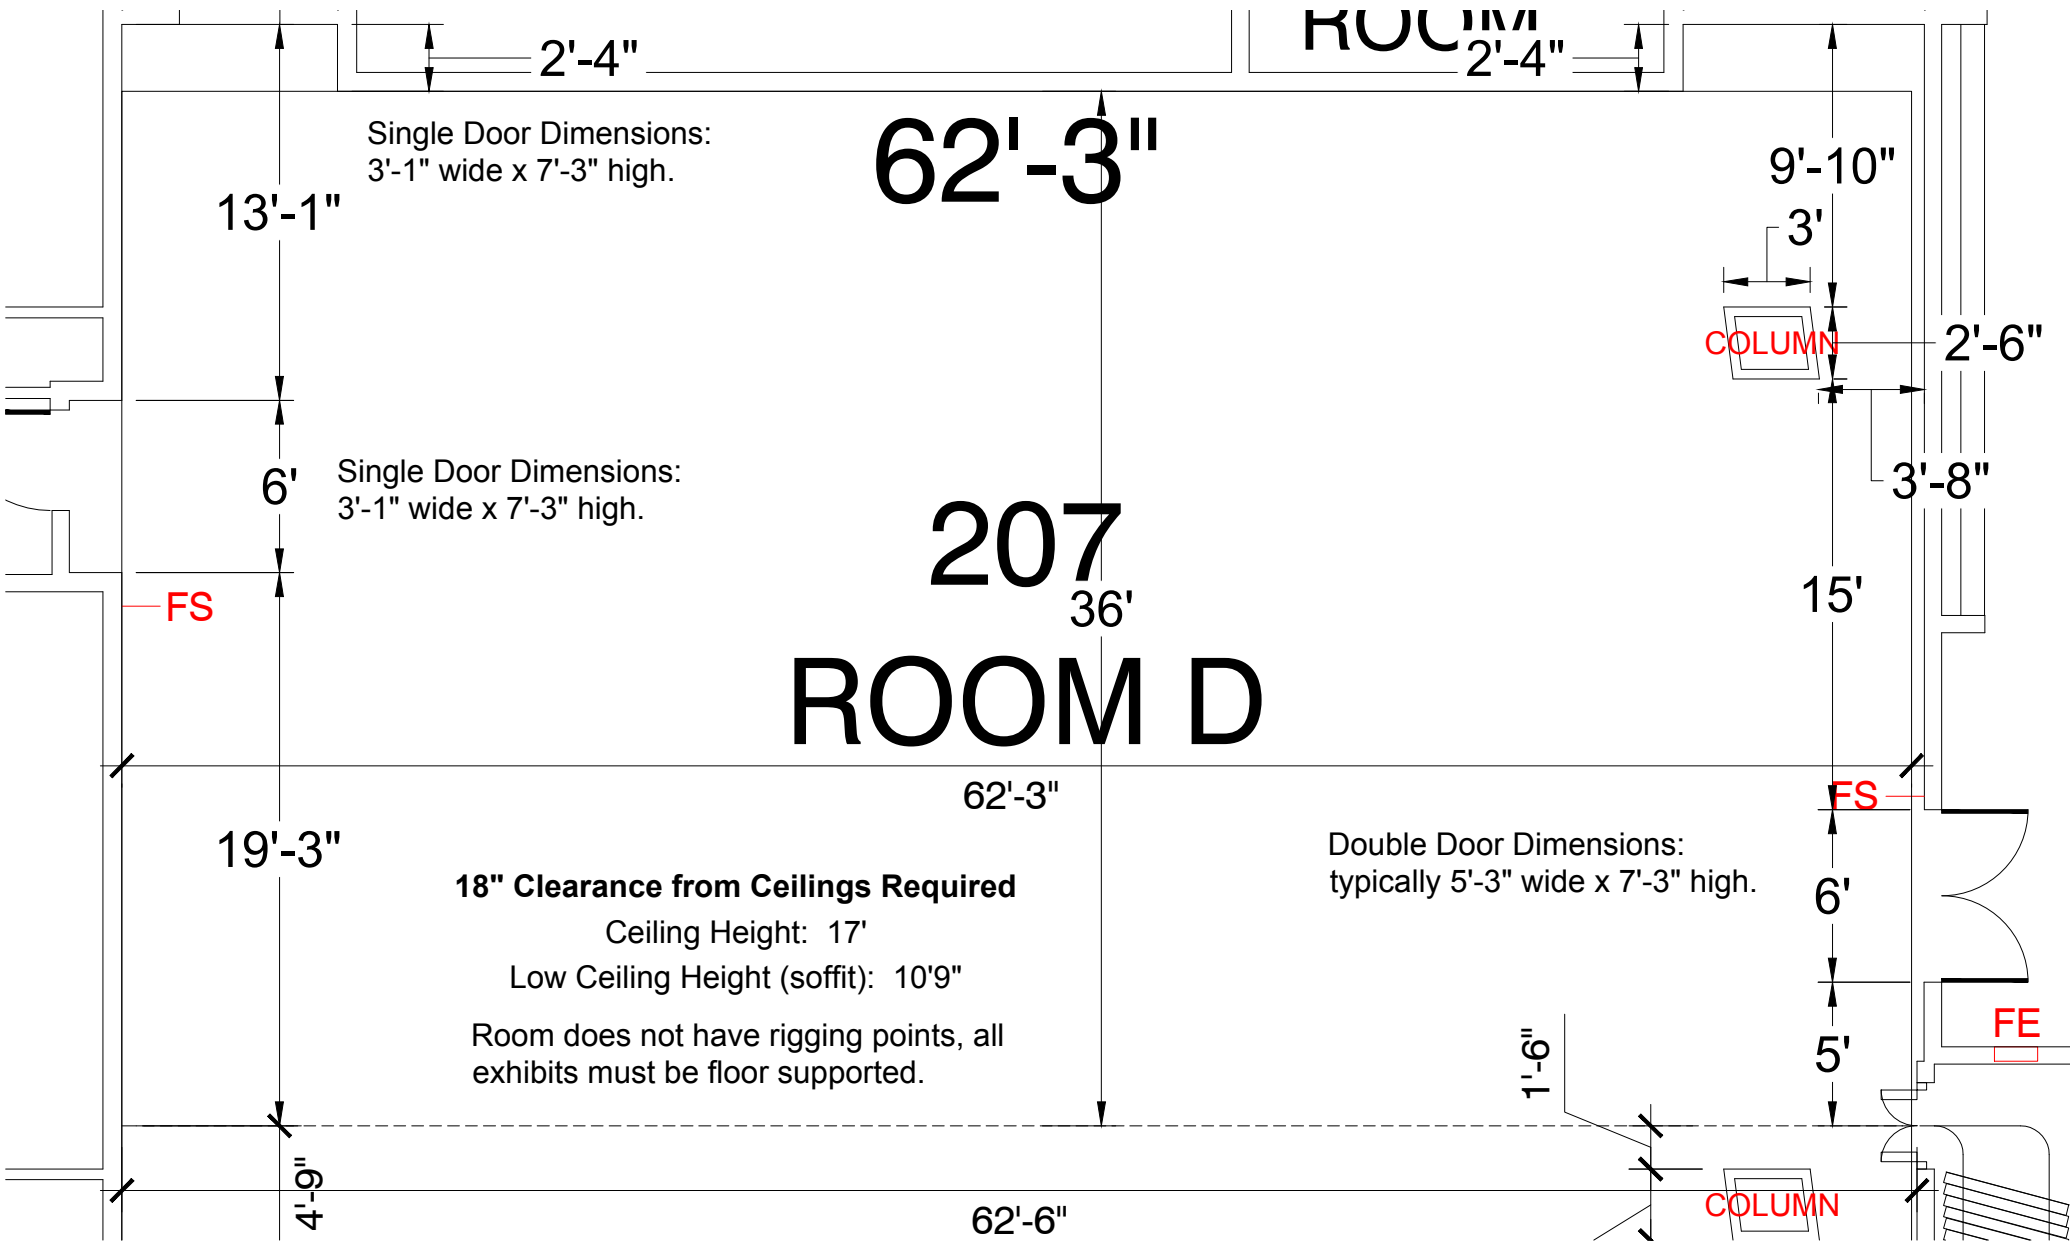 ROOM
2'-4"
2'-4"
Single Door Dimensions:
3'-1" wide x 7'-3" high.
62'-3"
9'-10"
13'-1"
3'
COLUMN
2'-6"
6'
Single Door Dimensions:
3'-1" wide x 7'-3" high.
3'-8"
207
36'
15'
FS
ROOM D
62'-3"
FS
19'-3"
Double Door Dimensions:
typically 5'-3" wide x 7'-3" high.
6'
18" Clearance from Ceilings Required
Ceiling Height: 17'
Low Ceiling Height (soffit): 10'9"
Room does not have rigging points, all
exhibits must be floor supported.
1'-6"
5'
FE
4'-9"
62'-6"
COLUMN